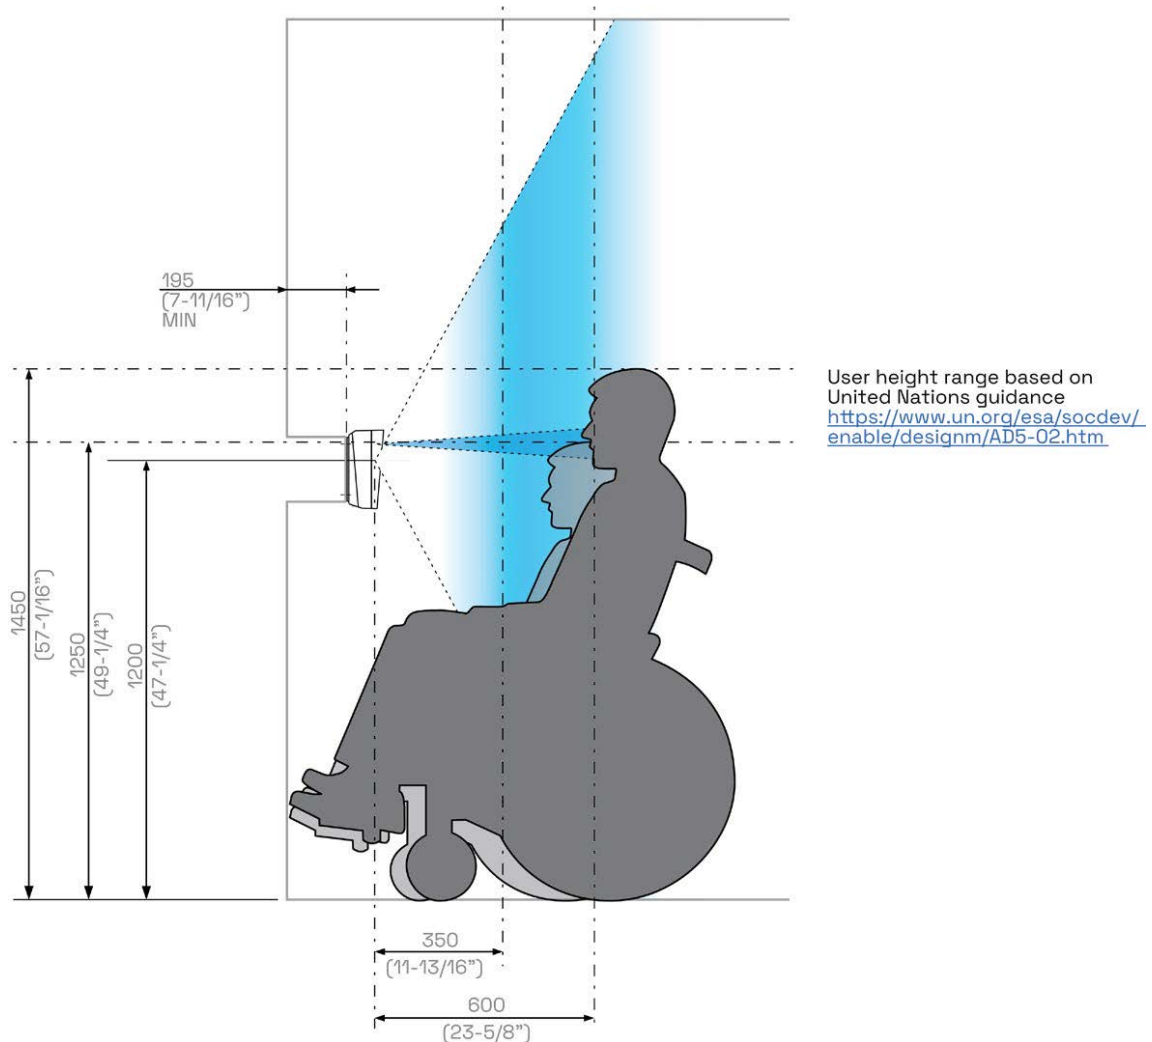 195
(7-11/16”)
MIN
User height range based on
United Nations guidance
https://www.un.org/esa/socdev/
enable/designm/AD5-02.htm
1450
(57-1/16”)
1250
(49-1/4”)
1200
(47-1/4”)
350
(11-13/16”)
600
(23-5/8”)